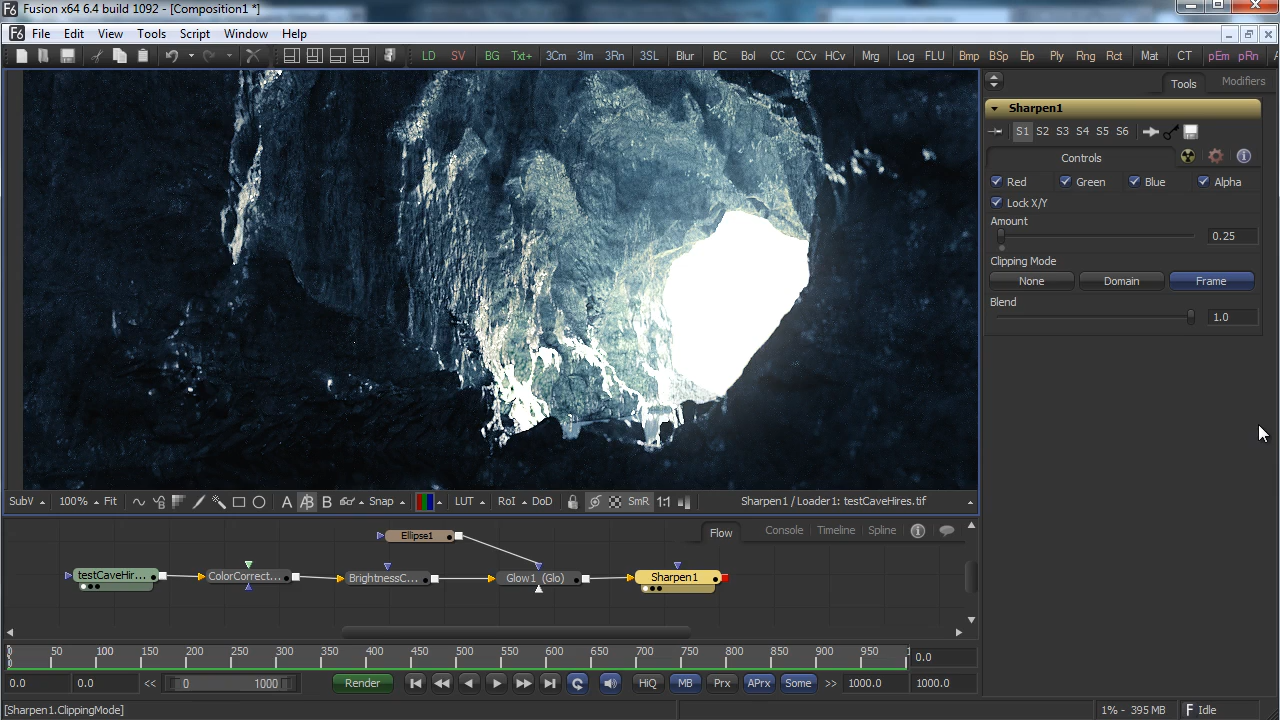 Fusion x64 6.4 build 1092 - [Composition1 *]
File Edit View Tools Script Window Help
LD SV BG Txt+ 3Cm 3Im 3Rn 3SL Blur BC Bol CC CCv HCv Mrg Log FLU Bmp BSp Elp Ply Rng Rct Mat CT pEm pRn
Tools Modifiers
Sharpen1
S1 S2 S3 S4 S5 S6
Controls
Red Green Blue Alpha
Lock X/Y
Amount
0.25
Clipping Mode
None Domain Frame
Blend
1.0
SubV 100% Fit A A B B Snap LUT RoI DoD SmR 1:1 Sharpen1 / Loader1: testCaveHires.tif
Flow Console Timeline Spline
Ellipse1
testCaveHir... ColorCorrect... BrightnessC... Glow1 (Glo) Sharpen1
0 50 100 150 200 250 300 350 400 450 500 550 600 650 700 750 800 850 900 950 0.0
0.0 0.0 << 0 1000 Render HiQ MB Prx APrx Some >> 1000.0 1000.0
[Sharpen1.ClippingMode] 1% - 395 MB Idle